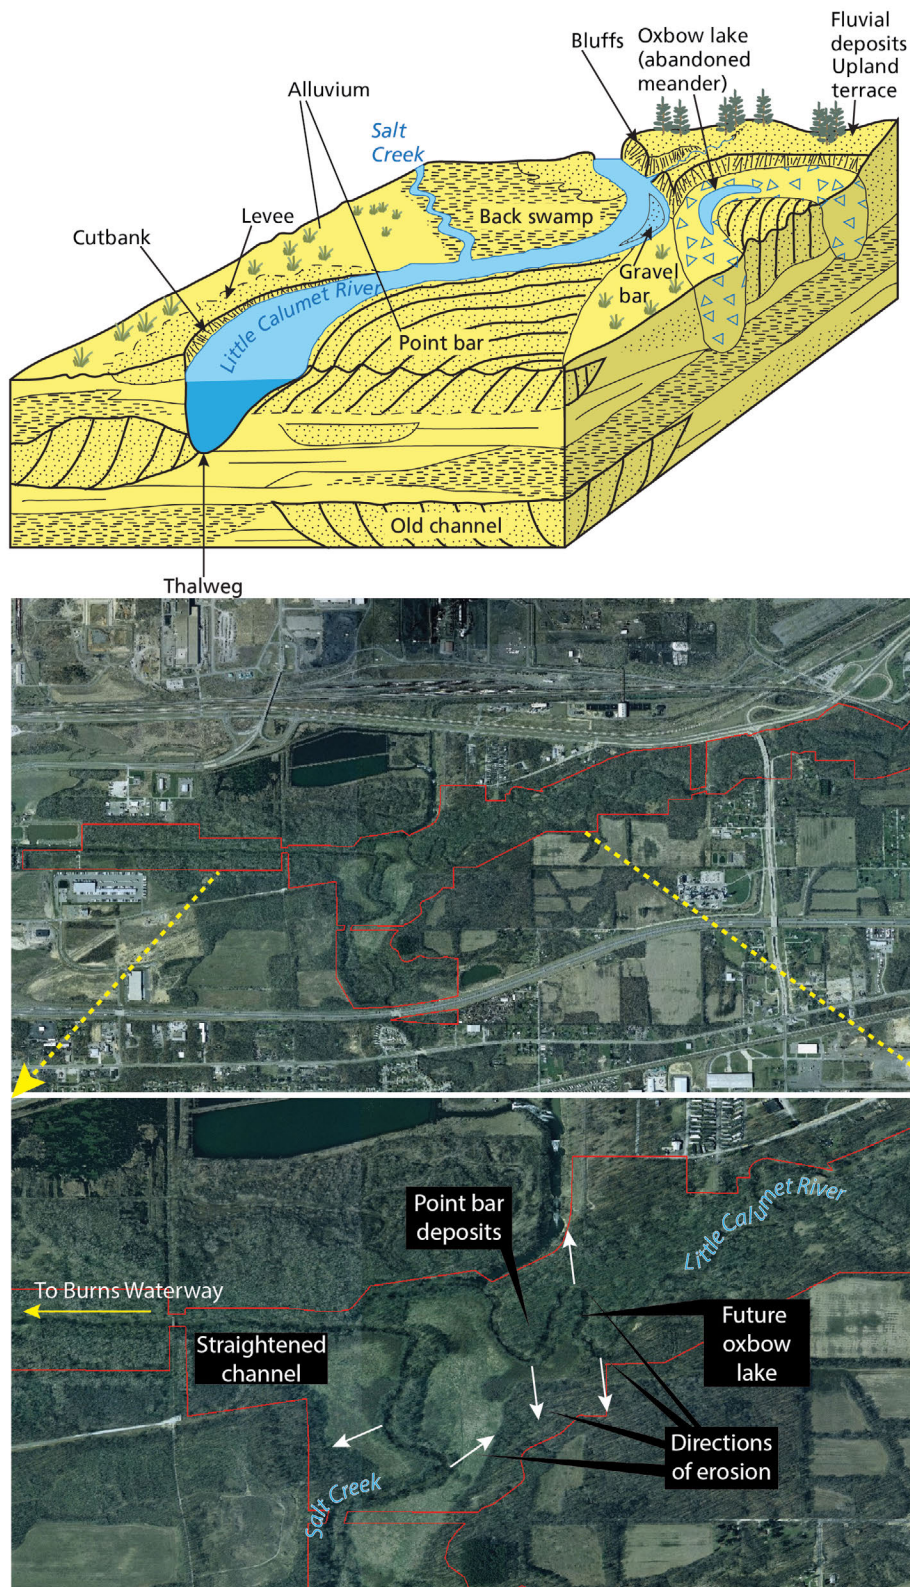 Fluvial
deposits
Upland
terrace
Oxbow lake
(abandoned
meander)
Bluffs
Alluvium
Salt
Creek
Back swamp
Levee
Cutbank
Gravel
bar
Little Calumet River
Point bar
Old channel
Thalweg
Point bar
deposits
Little Calumet River
To Burns Waterway
Straightened
channel
Future
oxbow
lake
Directions
of erosion
Salt Creek